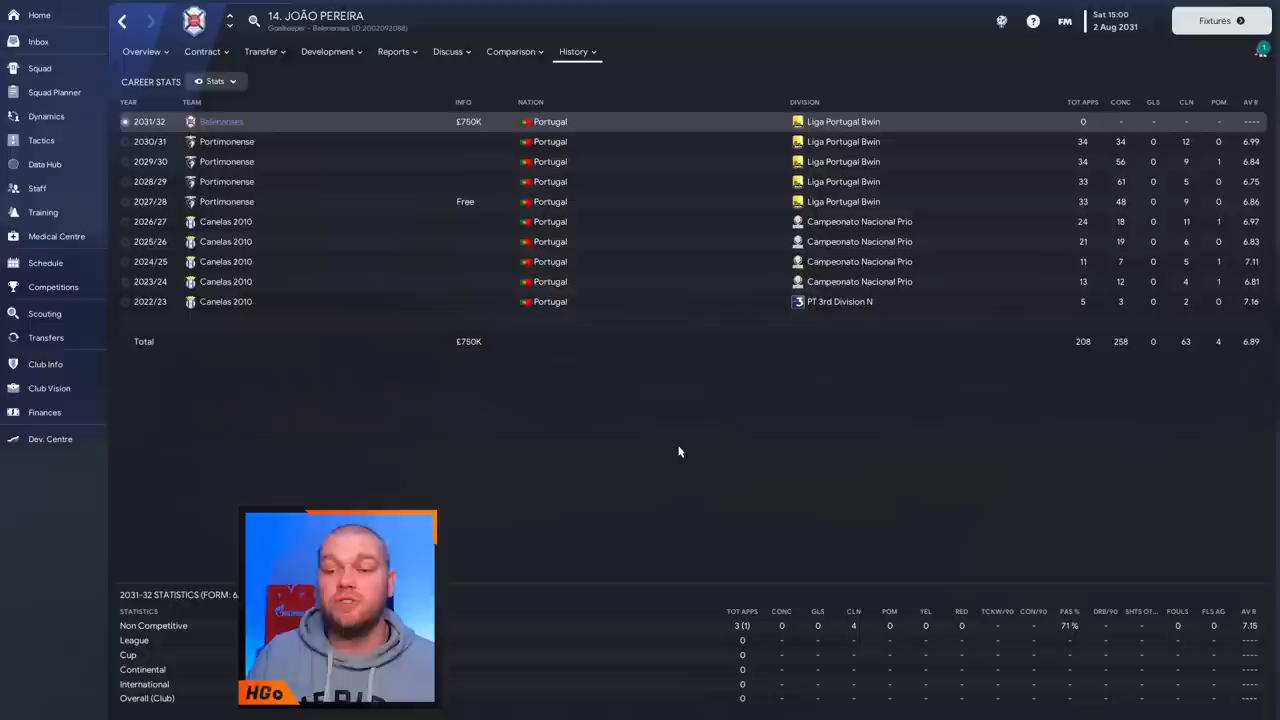 Home
Inbox
Squad
Squad Planner
Dynamics
Tactics
Data Hub
Staff
Training
Medical Centre
Schedule
Competitions
Scouting
Transfers
Club Info
Club Vision
Finances
Dev. Centre
14. JOÃO PEREIRA
Goalkeeper - Belenenses (ID:2002092088)
FM
Sat 15:00
2 Aug 2031
Fixtures
1
Overview Contract Transfer Development Reports Discuss Comparison History
CAREER STATS Stats
YEAR TEAM INFO NATION DIVISION TOT.APPS CONC GLS CLN POM AV R
2031/32 Belenenses £750K Portugal Liga Portugal Bwin 0 - - - - ----
2030/31 Portimonense Portugal Liga Portugal Bwin 34 34 0 12 0 6.99
2029/30 Portimonense Portugal Liga Portugal Bwin 34 56 0 9 1 6.84
2028/29 Portimonense Portugal Liga Portugal Bwin 33 61 0 5 0 6.75
2027/28 Portimonense Free Portugal Liga Portugal Bwin 33 48 0 9 0 6.86
2026/27 Canelas 2010 Portugal Campeonato Nacional Prio 24 18 0 11 1 6.97
2025/26 Canelas 2010 Portugal Campeonato Nacional Prio 21 19 0 6 0 6.83
2024/25 Canelas 2010 Portugal Campeonato Nacional Prio 11 7 0 5 1 7.11
2023/24 Canelas 2010 Portugal Campeonato Nacional Prio 13 12 0 4 1 6.81
2022/23 Canelas 2010 Portugal 3 PT 3rd Division N 5 3 0 2 0 7.16
Total £750K 208 258 0 63 4 6.89
2031-32 STATISTICS (FORM: 6.
STATISTICS TOT APPS CONC GLS CLN POM YEL RED TCKW/90 CON/90 PAS % DRB/90 SHTS OT... FOULS FLS AG AV R
Non Competitive 3 (1) 0 0 4 0 0 0 - - 71 % - - 0 0 7.15
League 0 - - - - - - - - - - - - - ----
Cup 0 - - - - - - - - - - - - - ----
Continental 0 - - - - - - - - - - - - - ----
International 0 - - - - - - - - - - - - - ----
Overall (Club) 0 - - - - - - - - - - - - - ----
HGo